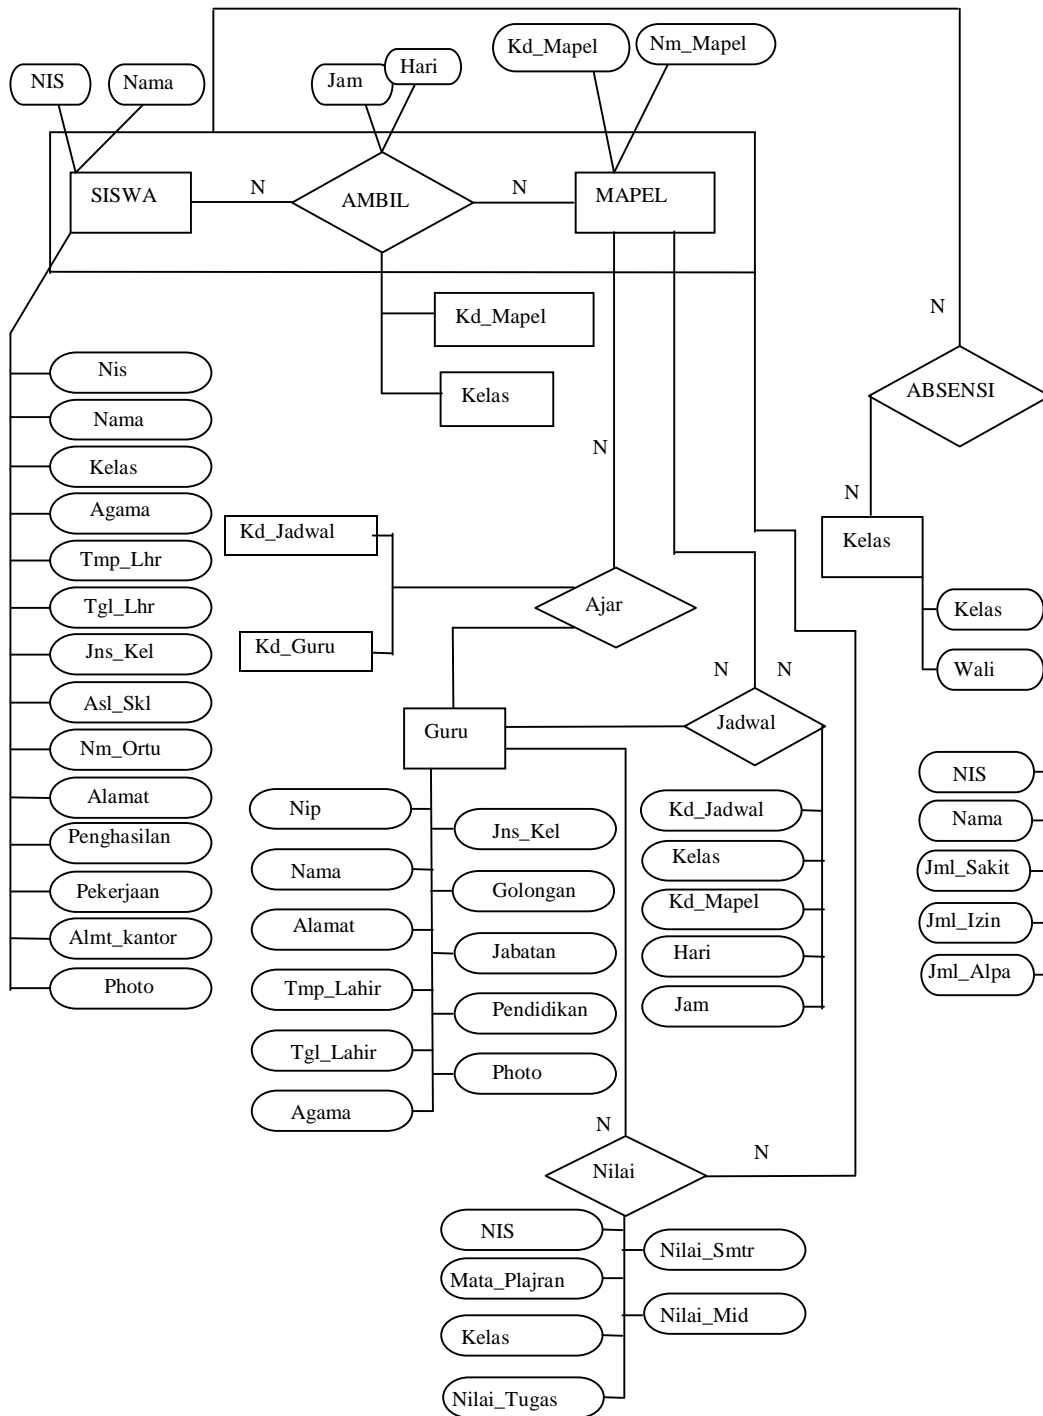 Kd_Mapel
Nm_Mapel
NIS
Nama
Jam
Hari
SISWA
N
AMBIL
N
MAPEL
Kd_Mapel
Kelas
N
ABSENSI
N
Kelas
Kelas
Wali
NIS
Nama
Jml_Sakit
Jml_Izin
Jml_Alpa
Nis
Nama
Kelas
Agama
Tmp_Lhr
Tgl_Lhr
Jns_Kel
Asl_Skl
Nm_Ortu
Alamat
Penghasilan
Pekerjaan
Almt_kantor
Photo
N
Kd_Jadwal
Kd_Guru
Ajar
Guru
N
N
Jadwal
Kd_Jadwal
Kelas
Kd_Mapel
Hari
Jam
Nip
Nama
Alamat
Tmp_Lahir
Tgl_Lahir
Agama
Jns_Kel
Golongan
Jabatan
Pendidikan
Photo
N
N
Nilai
NIS
Mata_Plajran
Kelas
Nilai_Tugas
Nilai_Smtr
Nilai_Mid